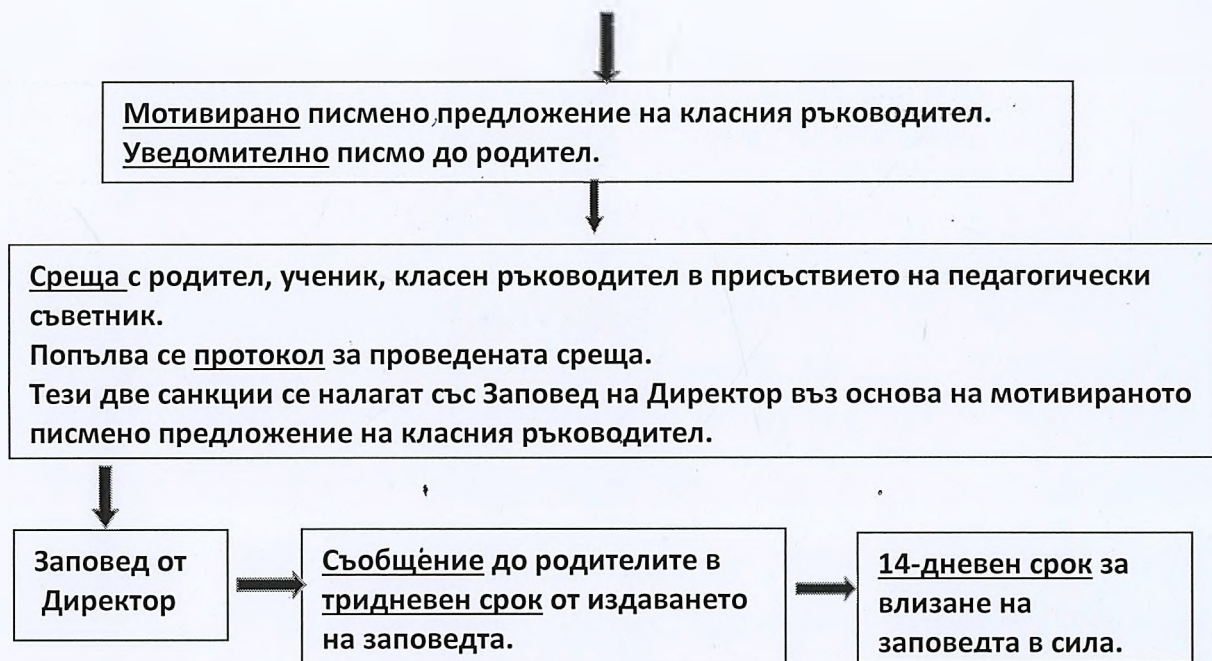 Мотивирано писмено предложение на класния ръководител.
Уведомително писмо до родител.
Среща с родител, ученик, класен ръководител в присъствието на педагогически
съветник.
Попълва се протокол за проведената среща.
Тези две санкции се налагат със Заповед на Директор въз основа на мотивираното
писмено предложение на класния ръководител.
Заповед от
Директор
Съобщение до родителите в
тридневен срок от издаването
на заповедта.
14-дневен срок за
влизане на
заповедта в сила.